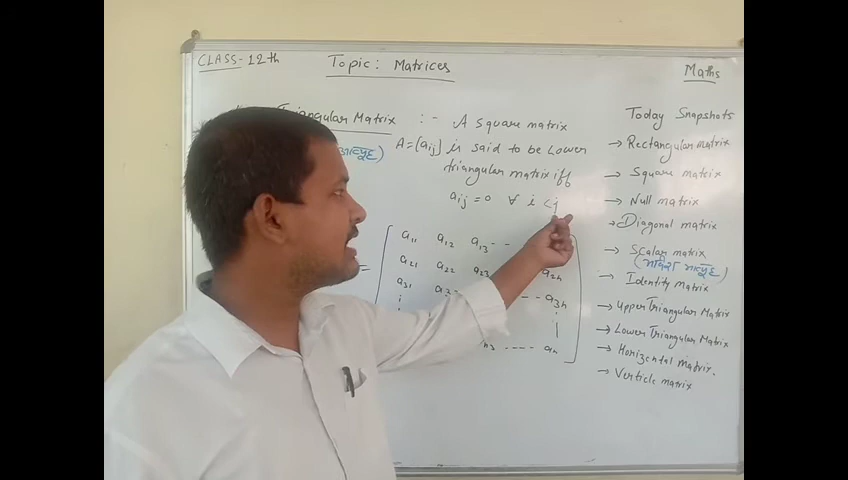 CLASS-12th
Topic: Matrices
Maths
Triangular Matrix :- A Square matrix
A=[aij] is said to be Lower
triangular matrix iff
aij = 0 ∀ i < j
a11 a12 a13 - - -
a21 a22 a23 a2n
a31 - - a3n
- - - - an
Today Snapshots
→ Rectangular matrix
→ Square matrix
→ Null matrix
→ Diagonal matrix
→ Scalar matrix
→ Identity Matrix
→ Upper Triangular Matrix
→ Lower Triangular Matrix
→ Horizental Matrix.
→ Verticle matrix